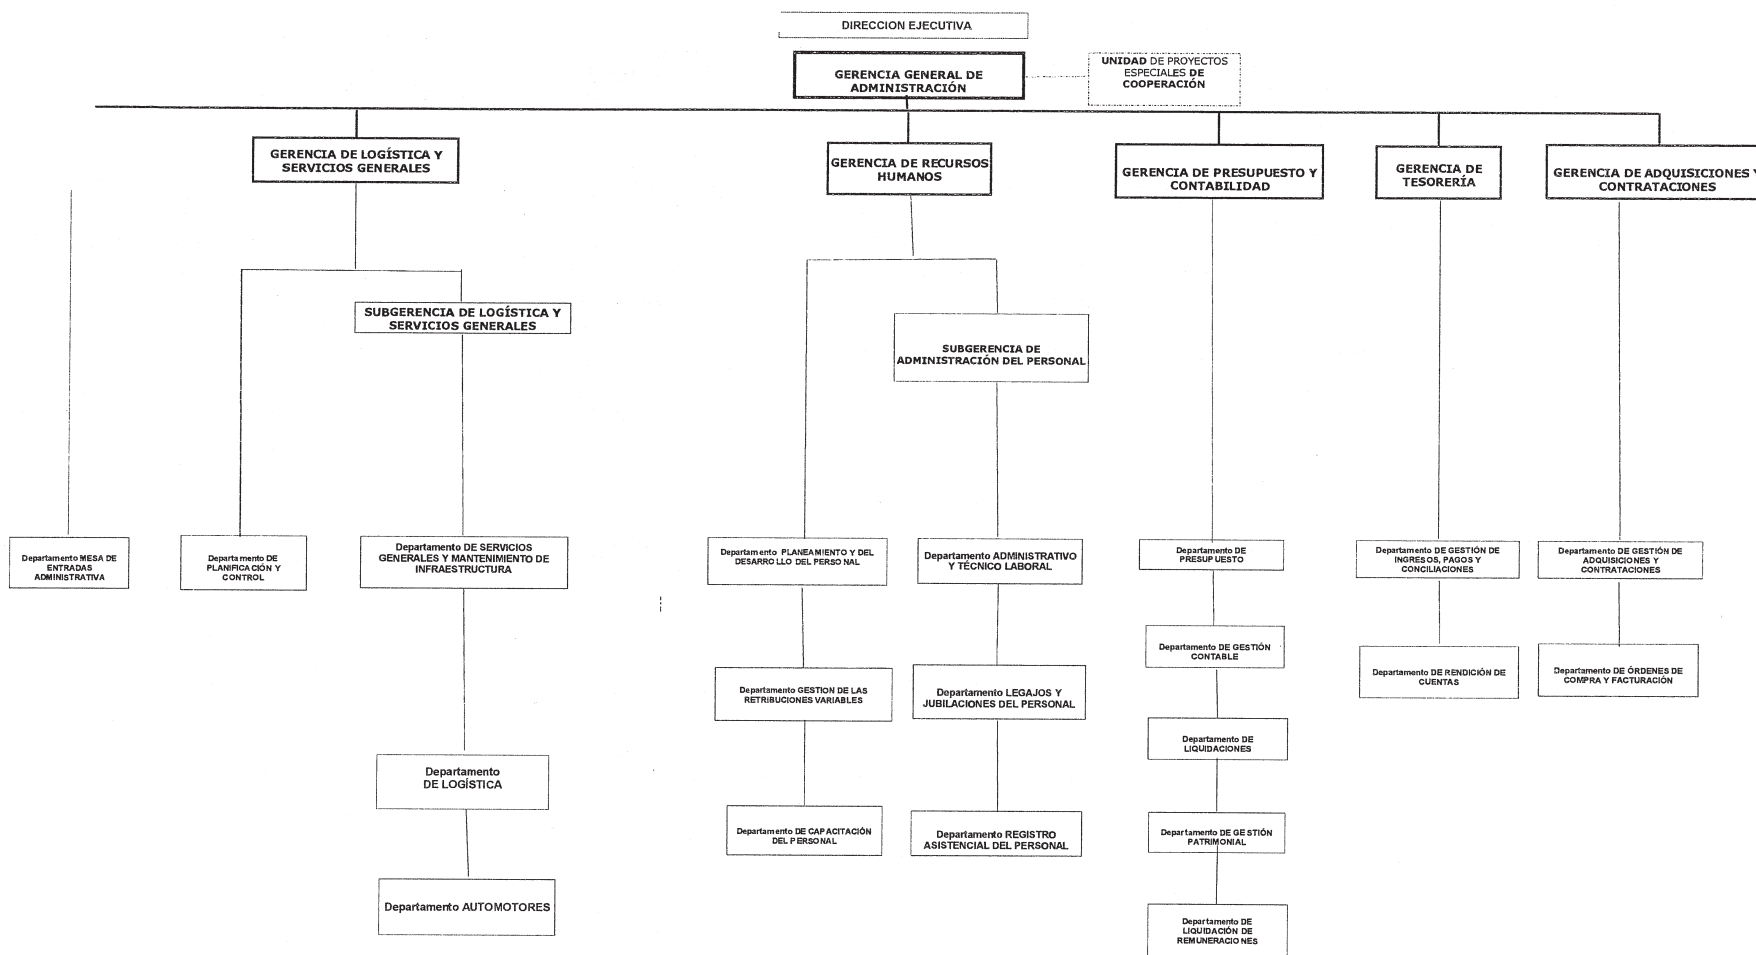 DIRECCION EJECUTIVA
GERENCIA GENERAL DE
ADMINISTRACIÓN
UNIDAD DE PROYECTOS
ESPECIALES DE
COOPERACIÓN
GERENCIA DE LOGÍSTICA Y
SERVICIOS GENERALES
GERENCIA DE RECURSOS
HUMANOS
GERENCIA DE PRESUPUESTO Y
CONTABILIDAD
GERENCIA DE
TESORERÍA
GERENCIA DE ADQUISICIONES Y
CONTRATACIONES
SUBGERENCIA DE LOGÍSTICA Y
SERVICIOS GENERALES
SUBGERENCIA DE
ADMINISTRACIÓN DEL PERSONAL
Departamento MESA DE
ENTRADAS
ADMINISTRATIVA
Departamento DE
PLANIFICACIÓN Y
CONTROL
Departamento DE SERVICIOS
GENERALES Y MANTENIMIENTO DE
INFRAESTRUCTURA
Departamento PLANEAMIENTO Y DEL
DESARROLLO DEL PERSONAL
Departamento ADMINISTRATIVO
Y TÉCNICO LABORAL
Departamento DE
PRESUPUESTO
Departamento DE GESTIÓN DE
INGRESOS, PAGOS Y
CONCILIACIONES
Departamento DE GESTIÓN DE
ADQUISICIONES Y
CONTRATACIONES
Departamento DE GESTIÓN
CONTABLE
Departamento DE RENDICIÓN DE
CUENTAS
Departamento DE ÓRDENES DE
COMPRA Y FACTURACIÓN
Departamento GESTION DE LAS
RETRIBUCIONES VARIABLES
Departamento LEGAJOS Y
JUBILACIONES DEL PERSONAL
Departamento DE
LIQUIDACIONES
Departamento
DE LOGÍSTICA
Departamento DE CAPACITACIÓN
DEL PERSONAL
Departamento REGISTRO
ASISTENCIAL DEL PERSONAL
Departamento DE GESTIÓN
PATRIMONIAL
Departamento AUTOMOTORES
Departamento DE
LIQUIDACIÓN DE
REMUNERACIONES